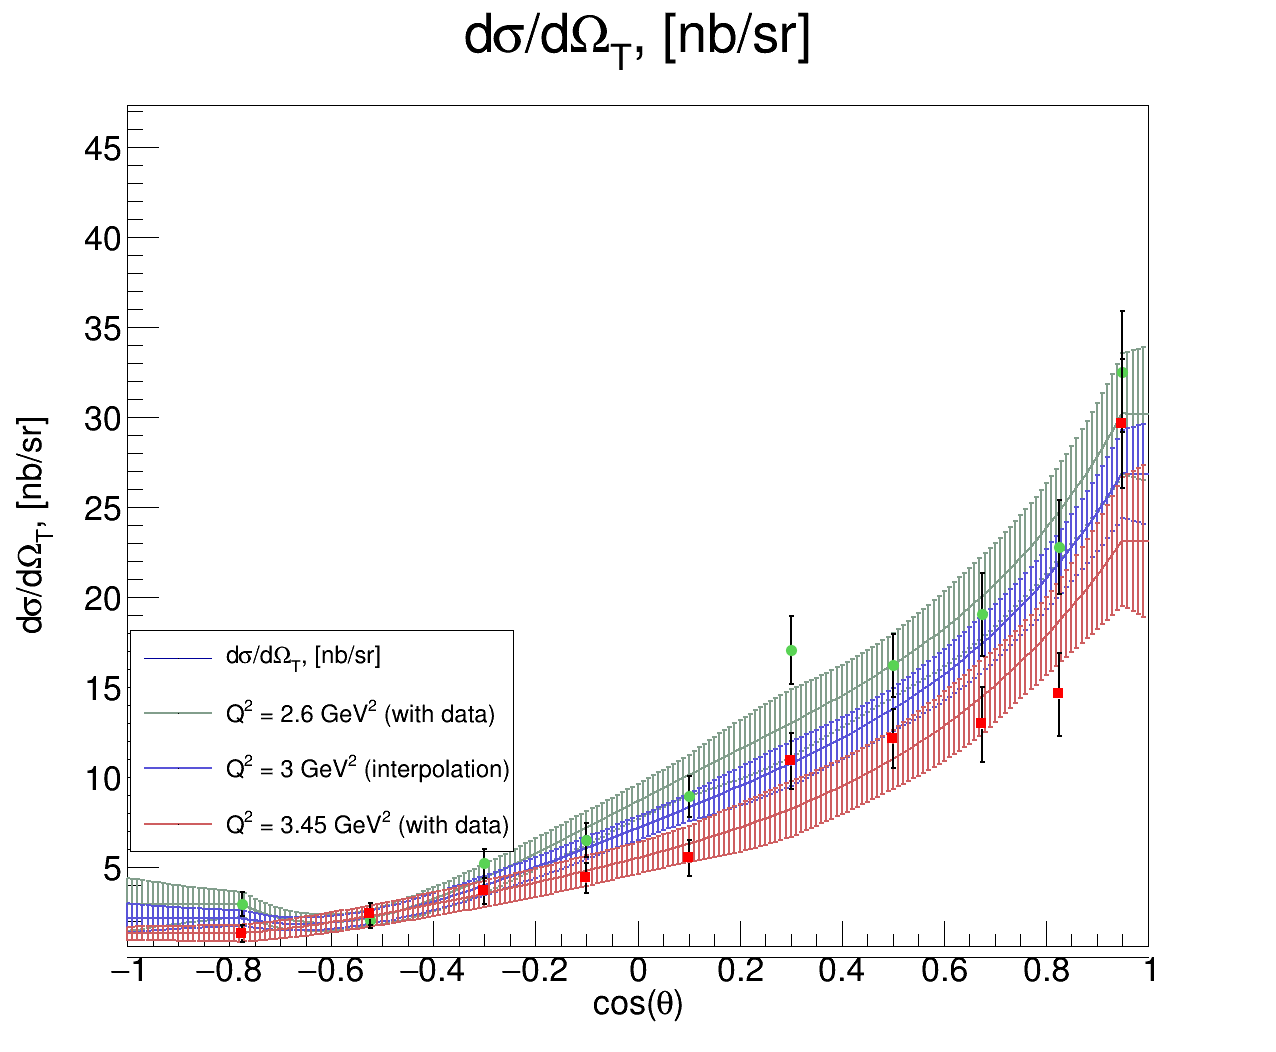 dσ/dΩT, [nb/sr]
dσ/dΩT, [nb/sr]
45
40
35
30
25
20
15
10
5
dσ/dΩT, [nb/sr]
Q² = 2.6 GeV² (with data)
Q² = 3 GeV² (interpolation)
Q² = 3.45 GeV² (with data)
−1 −0.8 −0.6 −0.4 −0.2 0 0.2 0.4 0.6 0.8 1
cos(θ)